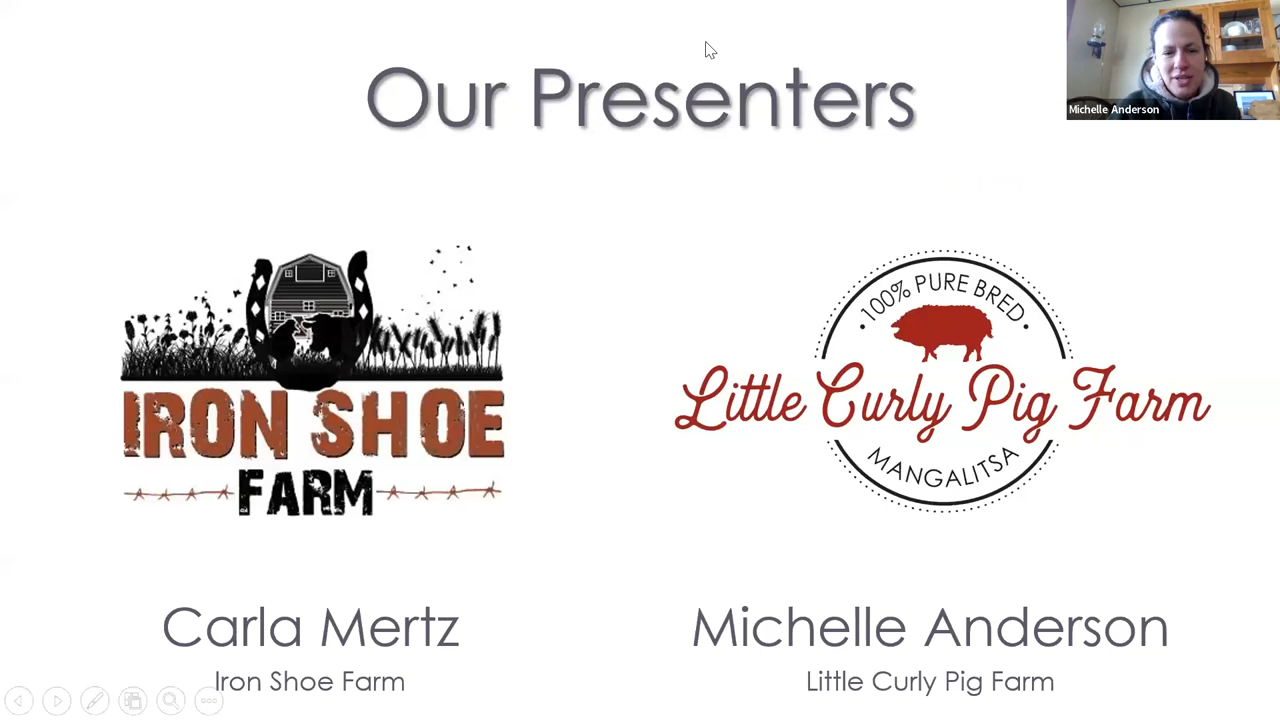 Our Presenters
Michelle Anderson
IRON SHOE
FARM
100% PURE BRED
Little Curly Pig Farm
MANGALITSA
Carla Mertz
Iron Shoe Farm
Michelle Anderson
Little Curly Pig Farm